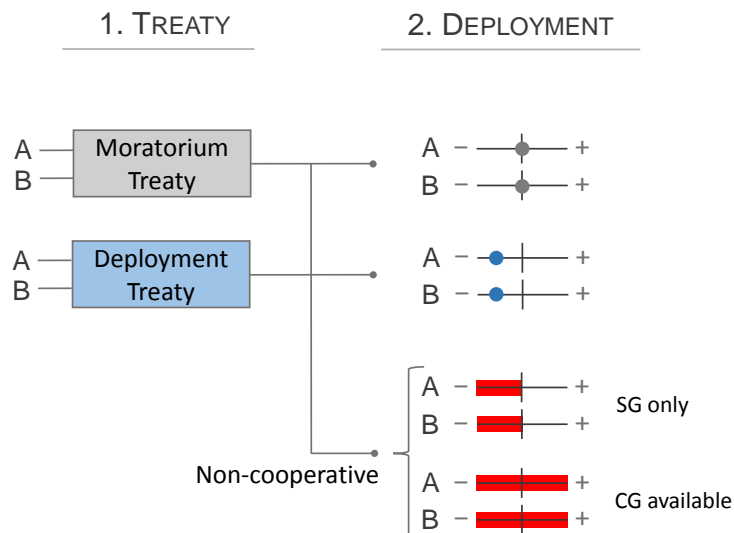 1. TREATY
2. DEPLOYMENT
A
B
Moratorium
Treaty
A − +
B − +
A
B
Deployment
Treaty
A − +
B − +
Non-cooperative
A − +
B − +
SG only
A − +
B − +
CG available